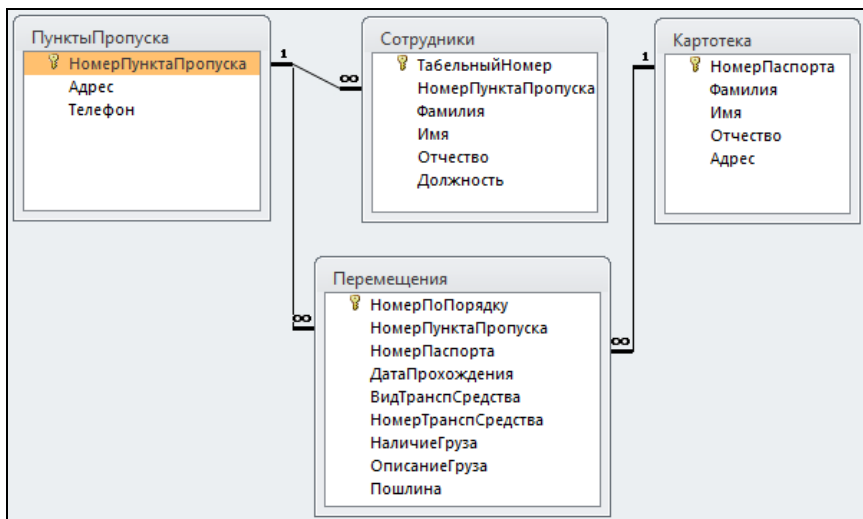 ПунктыПропуска
НомерПунктаПропуска
Адрес
Телефон
1
∞
∞
Сотрудники
ТабельныйНомер
НомерПунктаПропуска
Фамилия
Имя
Отчество
Должность
Картотека
1
НомерПаспорта
Фамилия
Имя
Отчество
Адрес
Перемещения
НомерПоПорядку
НомерПунктаПропуска
НомерПаспорта
ДатаПрохождения
ВидТранспСредства
НомерТранспСредства
НаличиеГруза
ОписаниеГруза
Пошлина
∞